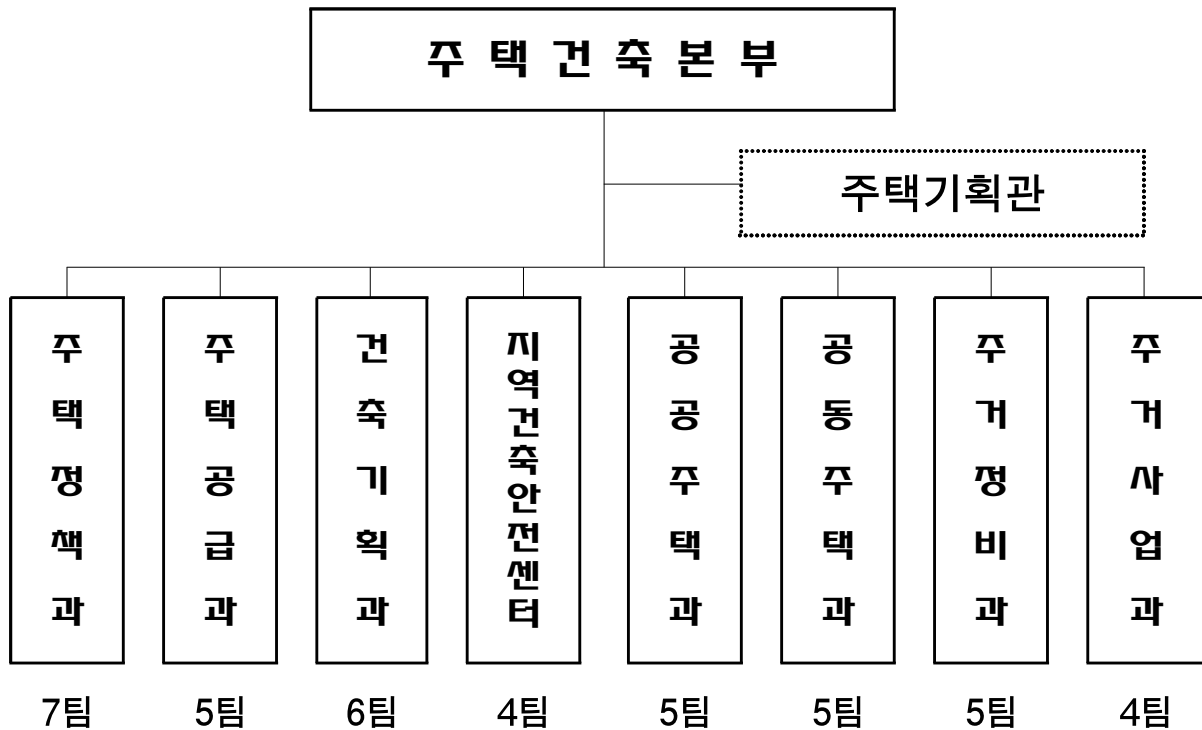 주택건축본부
주택기획관
주택정책과
주택공급과
건축기획과
지역건축안전센터
공공주택과
공동주택과
주거정비과
주거사업과
7팀
5팀
6팀
4팀
5팀
5팀
5팀
4팀